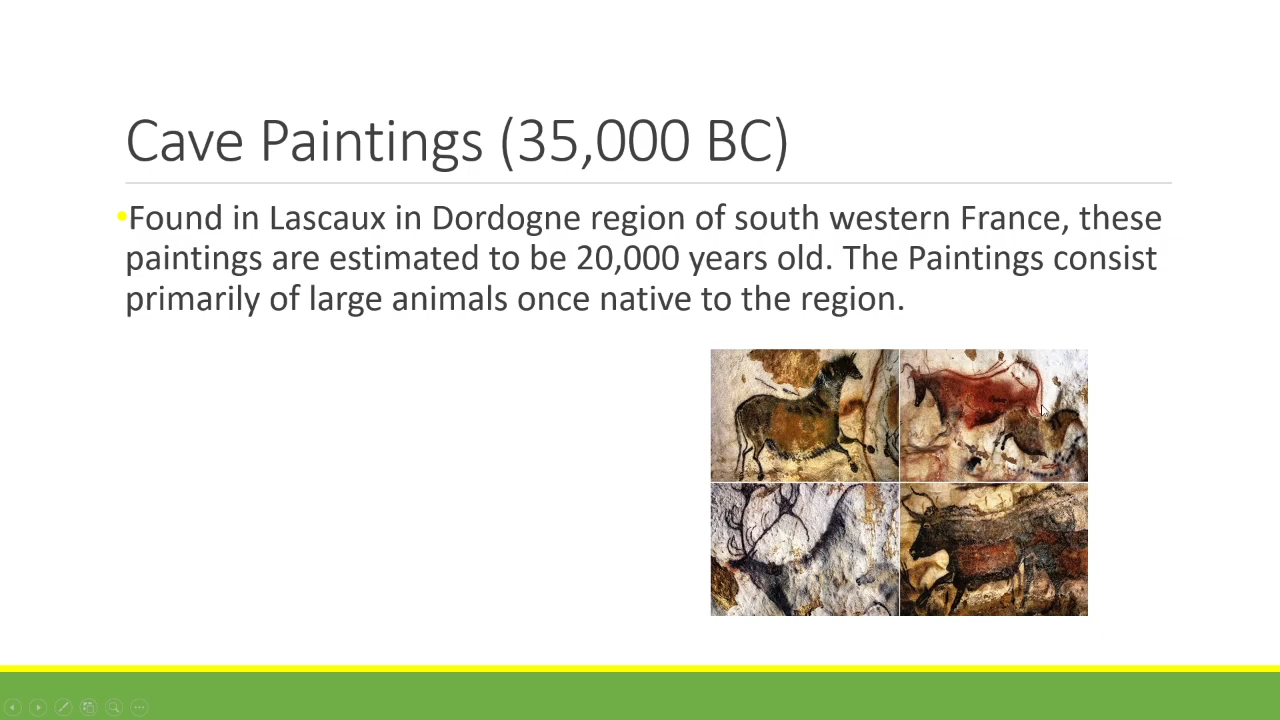 Cave Paintings (35,000 BC)
•Found in Lascaux in Dordogne region of south western France, these
paintings are estimated to be 20,000 years old. The Paintings consist
primarily of large animals once native to the region.